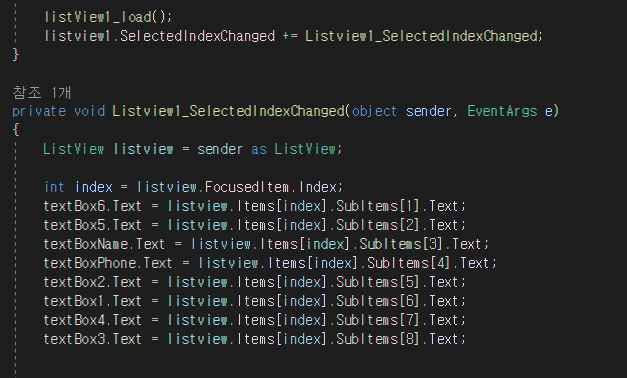 listView1_load();
listview1.SelectedIndexChanged += Listview1_SelectedIndexChanged;
}
참조 1개
private void Listview1_SelectedIndexChanged(object sender, EventArgs e)
{
ListView listview = sender as ListView;
int index = listview.FocusedItem.Index;
textBox6.Text = listview.Items[index].SubItems[1].Text;
textBox5.Text = listview.Items[index].SubItems[2].Text;
textBoxName.Text = listview.Items[index].SubItems[3].Text;
textBoxPhone.Text = listview.Items[index].SubItems[4].Text;
textBox2.Text = listview.Items[index].SubItems[5].Text;
textBox1.Text = listview.Items[index].SubItems[6].Text;
textBox4.Text = listview.Items[index].SubItems[7].Text;
textBox3.Text = listview.Items[index].SubItems[8].Text;